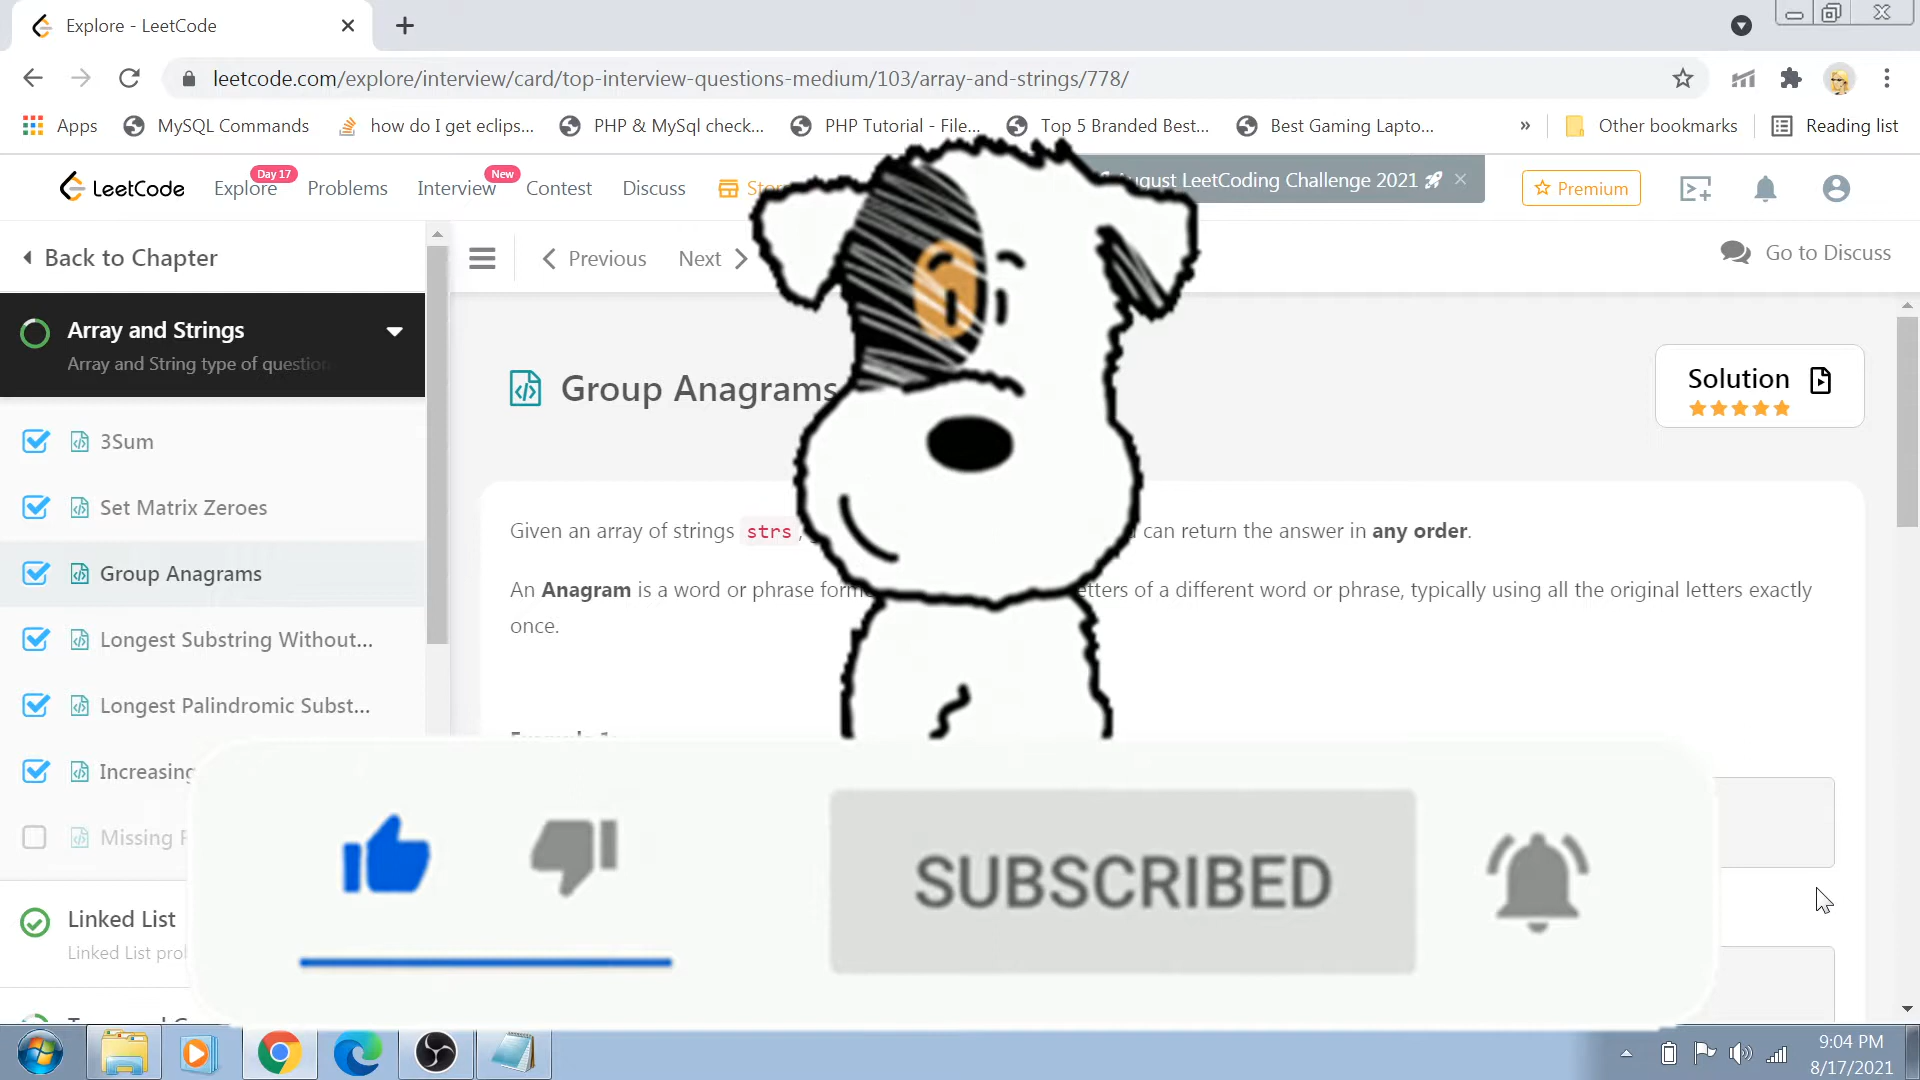 Explore - LeetCode
leetcode.com/explore/interview/card/top-interview-questions-medium/103/array-and-strings/778/
Apps MySQL Commands how do I get eclips... PHP & MySql check... PHP Tutorial - File... Top 5 Branded Best... Best Gaming Lapto... » Other bookmarks Reading list
LeetCode Explore Day 17 Problems Interview New Contest Discuss August LeetCoding Challenge 2021 Premium
Back to Chapter
Previous Next
Go to Discuss
Array and Strings
Array and String type of question
Group Anagrams
Solution
3Sum
Set Matrix Zeroes
Group Anagrams
Longest Substring Without...
Longest Palindromic Subst...
Increasing
Missing
Linked List
Linked List
Given an array of strings strs, can return the answer in any order.
An Anagram is a word or phrase letters of a different word or phrase, typically using all the original letters exactly
once.
SUBSCRIBED
9:04 PM
8/17/2021